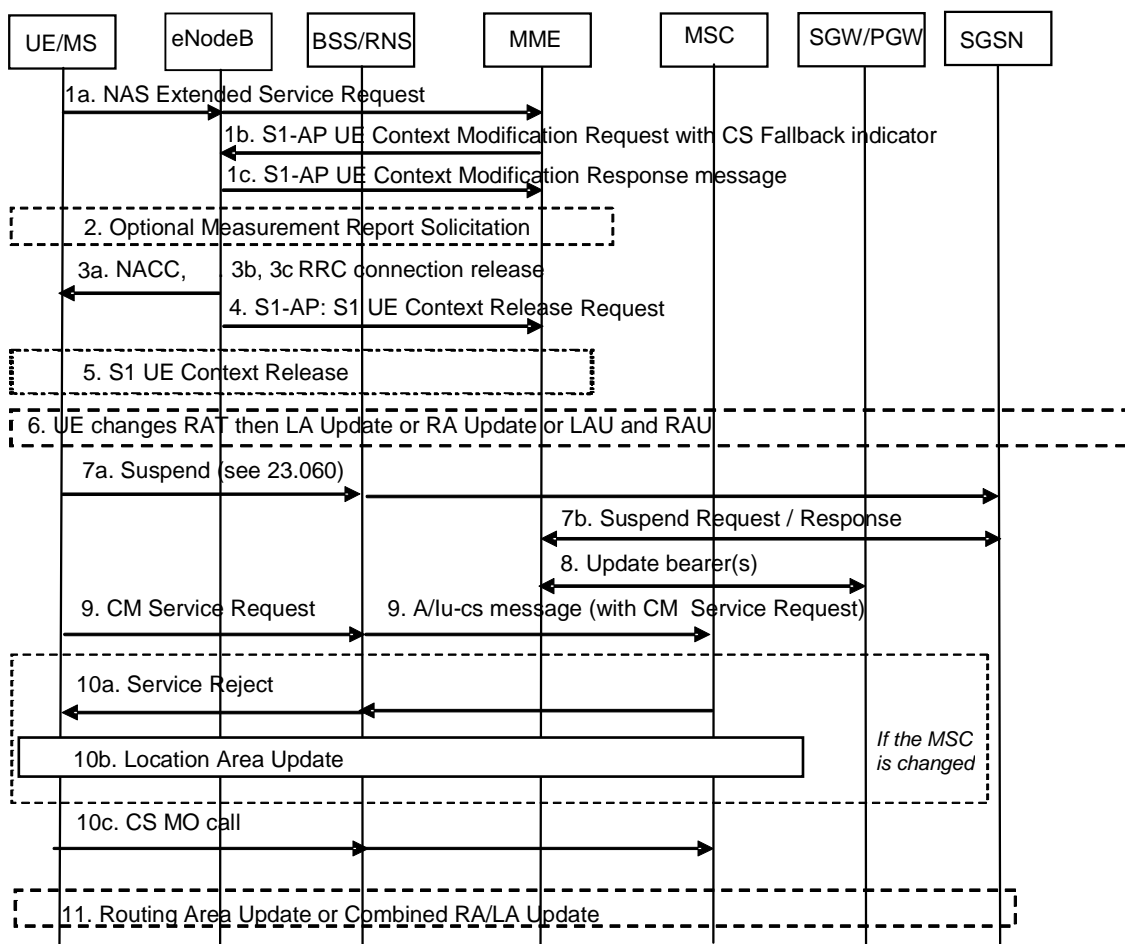 UE/MS
eNodeB
BSS/RNS
MME
MSC
SGW/PGW
SGSN
1a. NAS Extended Service Request
1b. S1-AP UE Context Modification Request with CS Fallback indicator
1c. S1-AP UE Context Modification Response message
2. Optional Measurement Report Solicitation
3a. NACC, . 3b, 3c RRC connection release
4. S1-AP: S1 UE Context Release Request
5. S1 UE Context Release
6. UE changes RAT then LA Update or RA Update or LAU and RAU
7a. Suspend (see 23.060)
7b. Suspend Request / Response
8. Update bearer(s)
9. CM Service Request
9. A/Iu-cs message (with CM Service Request)
10a. Service Reject
If the MSC
is changed
10b. Location Area Update
10c. CS MO call
11. Routing Area Update or Combined RA/LA Update